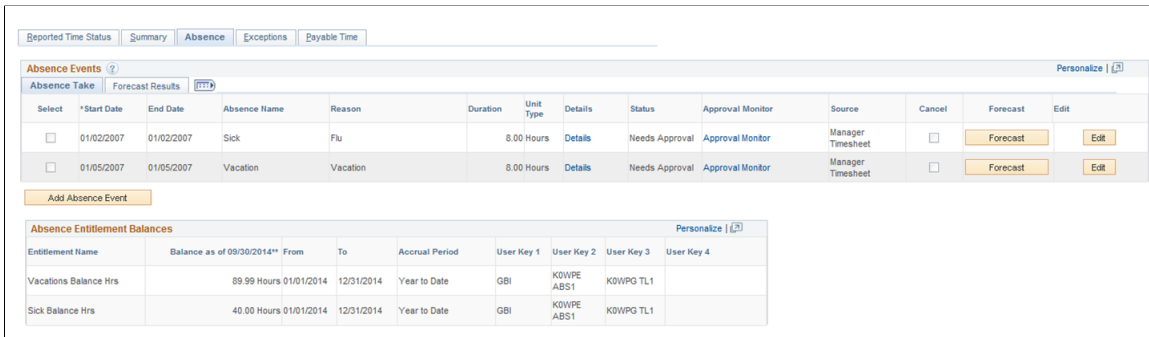 Reported Time Status Summary Absence Exceptions Payable Time
Absence Events ? Personalize |
Absence Take Forecast Results
Select *Start Date End Date Absence Name Reason Duration Unit Type Details Status Approval Monitor Source Cancel Forecast Edit
01/02/2007 01/02/2007 Sick Flu 8.00 Hours Details Needs Approval Approval Monitor Manager Timesheet Forecast Edit
01/05/2007 01/05/2007 Vacation Vacation 8.00 Hours Details Needs Approval Approval Monitor Manager Timesheet Forecast Edit
Add Absence Event
Absence Entitlement Balances Personalize |
Entitlement Name Balance as of 09/30/2014** From To Accrual Period User Key 1 User Key 2 User Key 3 User Key 4
Vacations Balance Hrs 89.99 Hours 01/01/2014 12/31/2014 Year to Date GBI K0WPE ABS1 K0WPG TL1
Sick Balance Hrs 40.00 Hours 01/01/2014 12/31/2014 Year to Date GBI K0WPE ABS1 K0WPG TL1